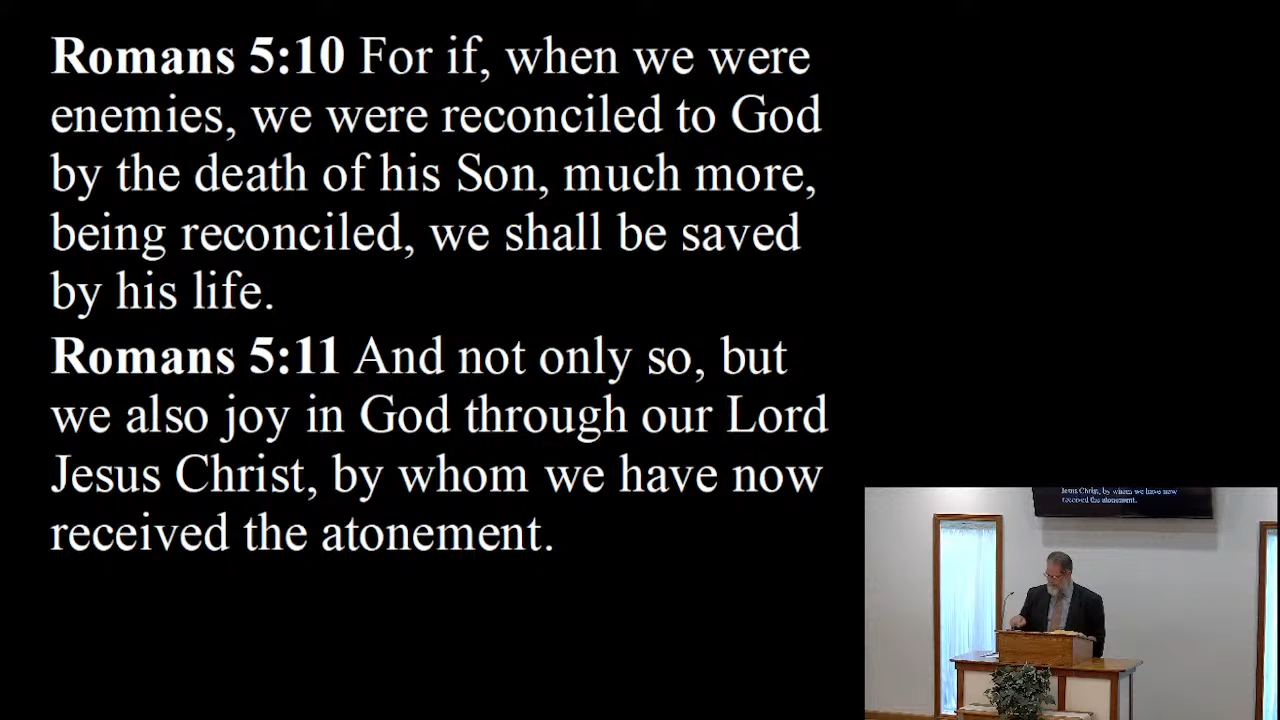 Romans 5:10 For if, when we were
enemies, we were reconciled to God
by the death of his Son, much more,
being reconciled, we shall be saved
by his life.
Romans 5:11 And not only so, but
we also joy in God through our Lord
Jesus Christ, by whom we have now
received the atonement.
Jesus Christ, by whom we have now
received the atonement.